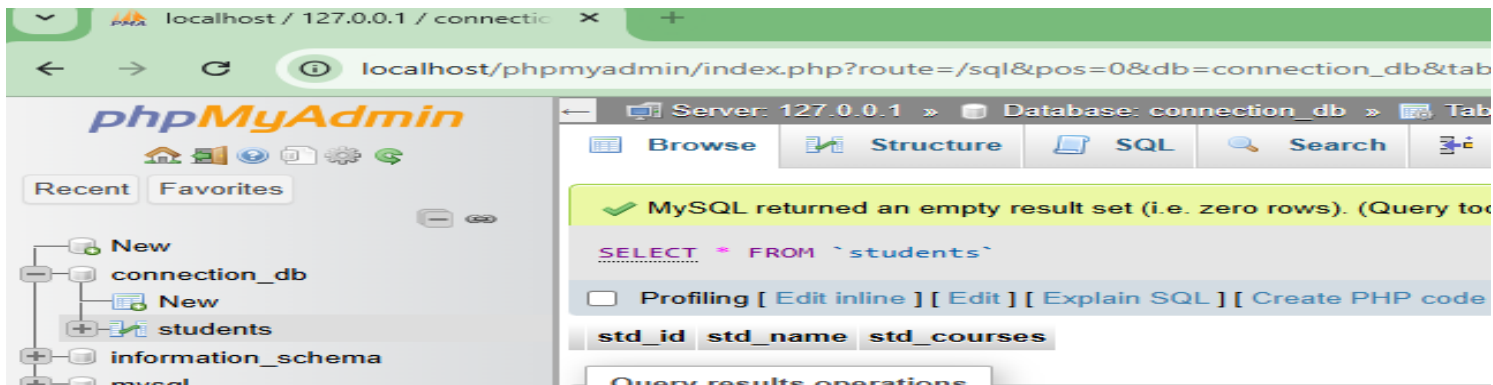 localhost / 127.0.0.1 / connectic
localhost/phpmyadmin/index.php?route=/sql&pos=0&db=connection_db&tab
phpMyAdmin
Recent Favorites
New
connection_db
New
students
information_schema
mysql
Server: 127.0.0.1 » Database: connection_db » Tab
Browse Structure SQL Search
MySQL returned an empty result set (i.e. zero rows). (Query too
SELECT * FROM `students`
Profiling [ Edit inline ] [ Edit ] [ Explain SQL ] [ Create PHP code
std_id std_name std_courses
Query results operations